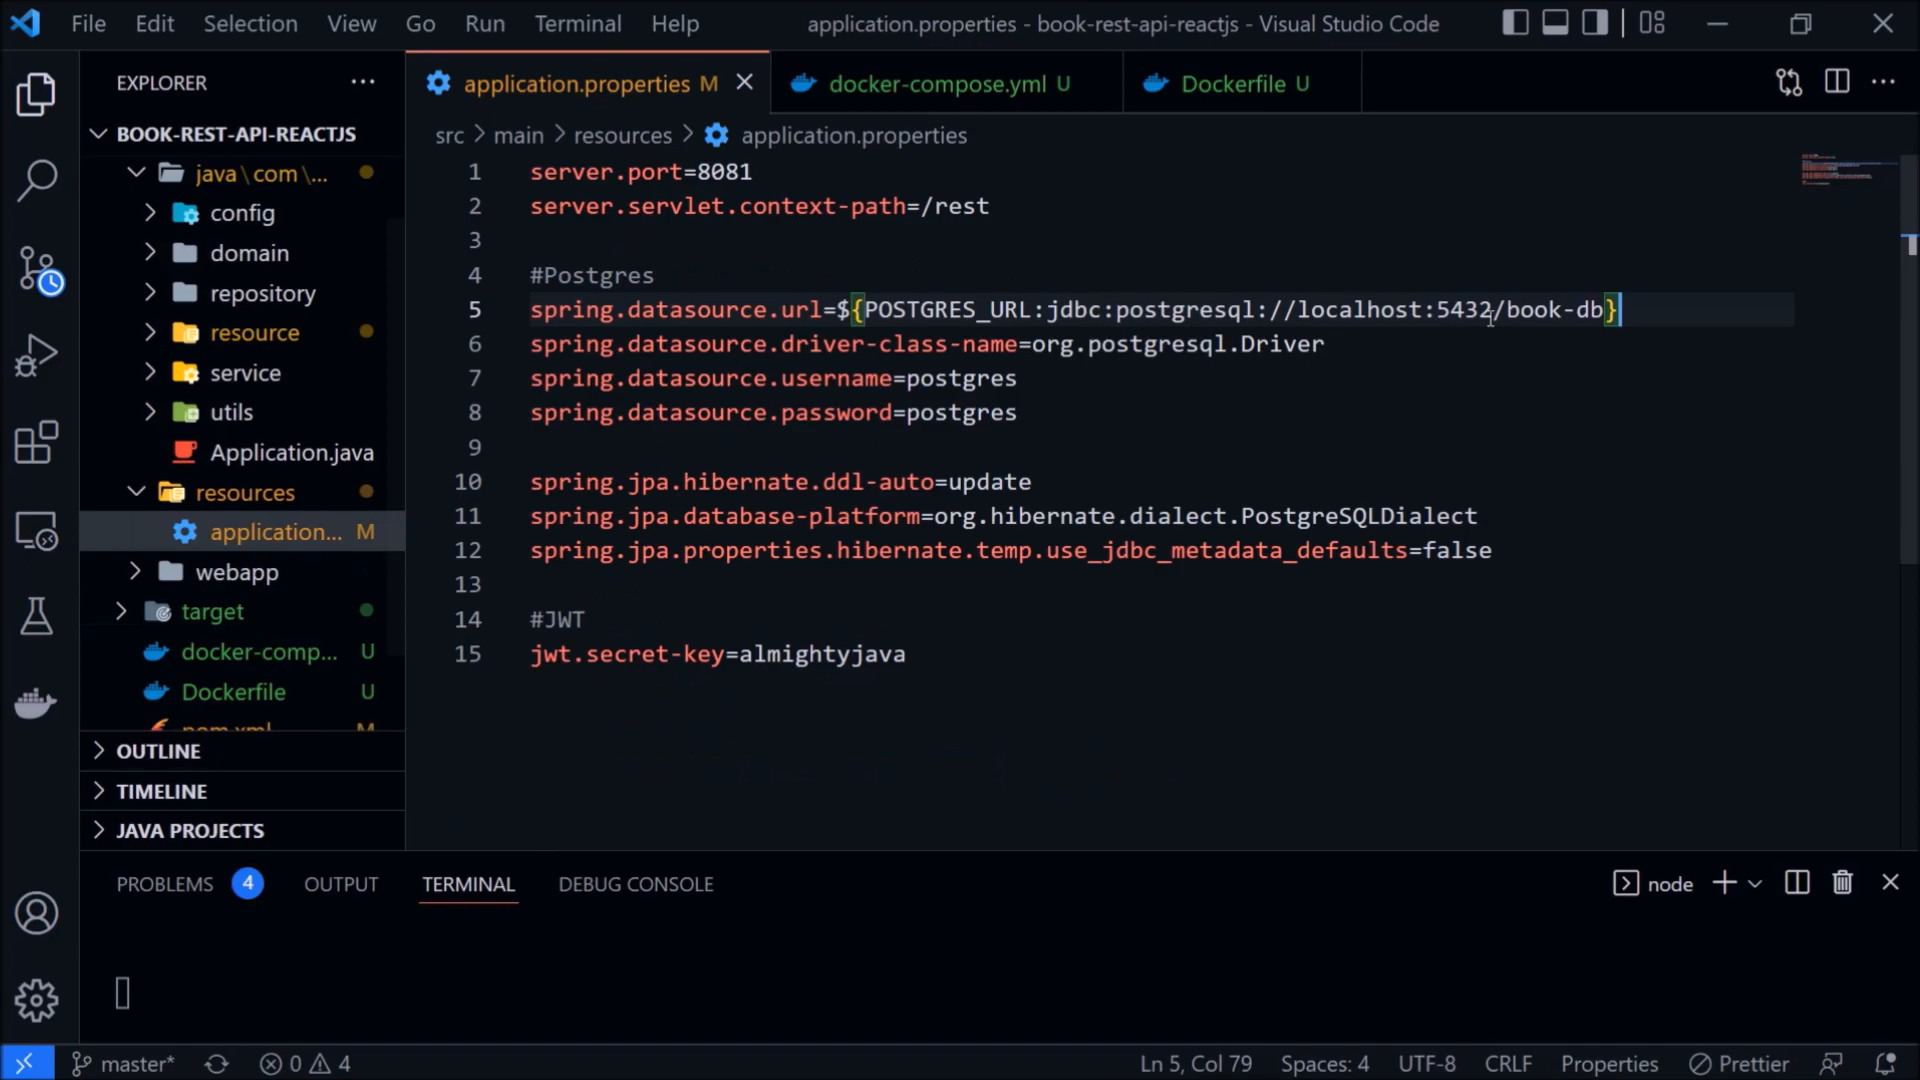 File Edit Selection View Go Run Terminal Help application.properties - book-rest-api-reactjs - Visual Studio Code
EXPLORER
BOOK-REST-API-REACTJS
java\com\...
config
domain
repository
resource
service
utils
Application.java
resources
application... M
webapp
target
docker-comp... U
Dockerfile U
pom.xml M
OUTLINE
TIMELINE
JAVA PROJECTS
application.properties M docker-compose.yml U Dockerfile U
src > main > resources > application.properties
1 server.port=8081
2 server.servlet.context-path=/rest
3
4 #Postgres
5 spring.datasource.url=${POSTGRES_URL:jdbc:postgresql://localhost:5432/book-db}
6 spring.datasource.driver-class-name=org.postgresql.Driver
7 spring.datasource.username=postgres
8 spring.datasource.password=postgres
9
10 spring.jpa.hibernate.ddl-auto=update
11 spring.jpa.database-platform=org.hibernate.dialect.PostgreSQLDialect
12 spring.jpa.properties.hibernate.temp.use_jdbc_metadata_defaults=false
13
14 #JWT
15 jwt.secret-key=almightyjava
PROBLEMS 4 OUTPUT TERMINAL DEBUG CONSOLE node
master* 0 4 Ln 5, Col 79 Spaces: 4 UTF-8 CRLF Properties Prettier